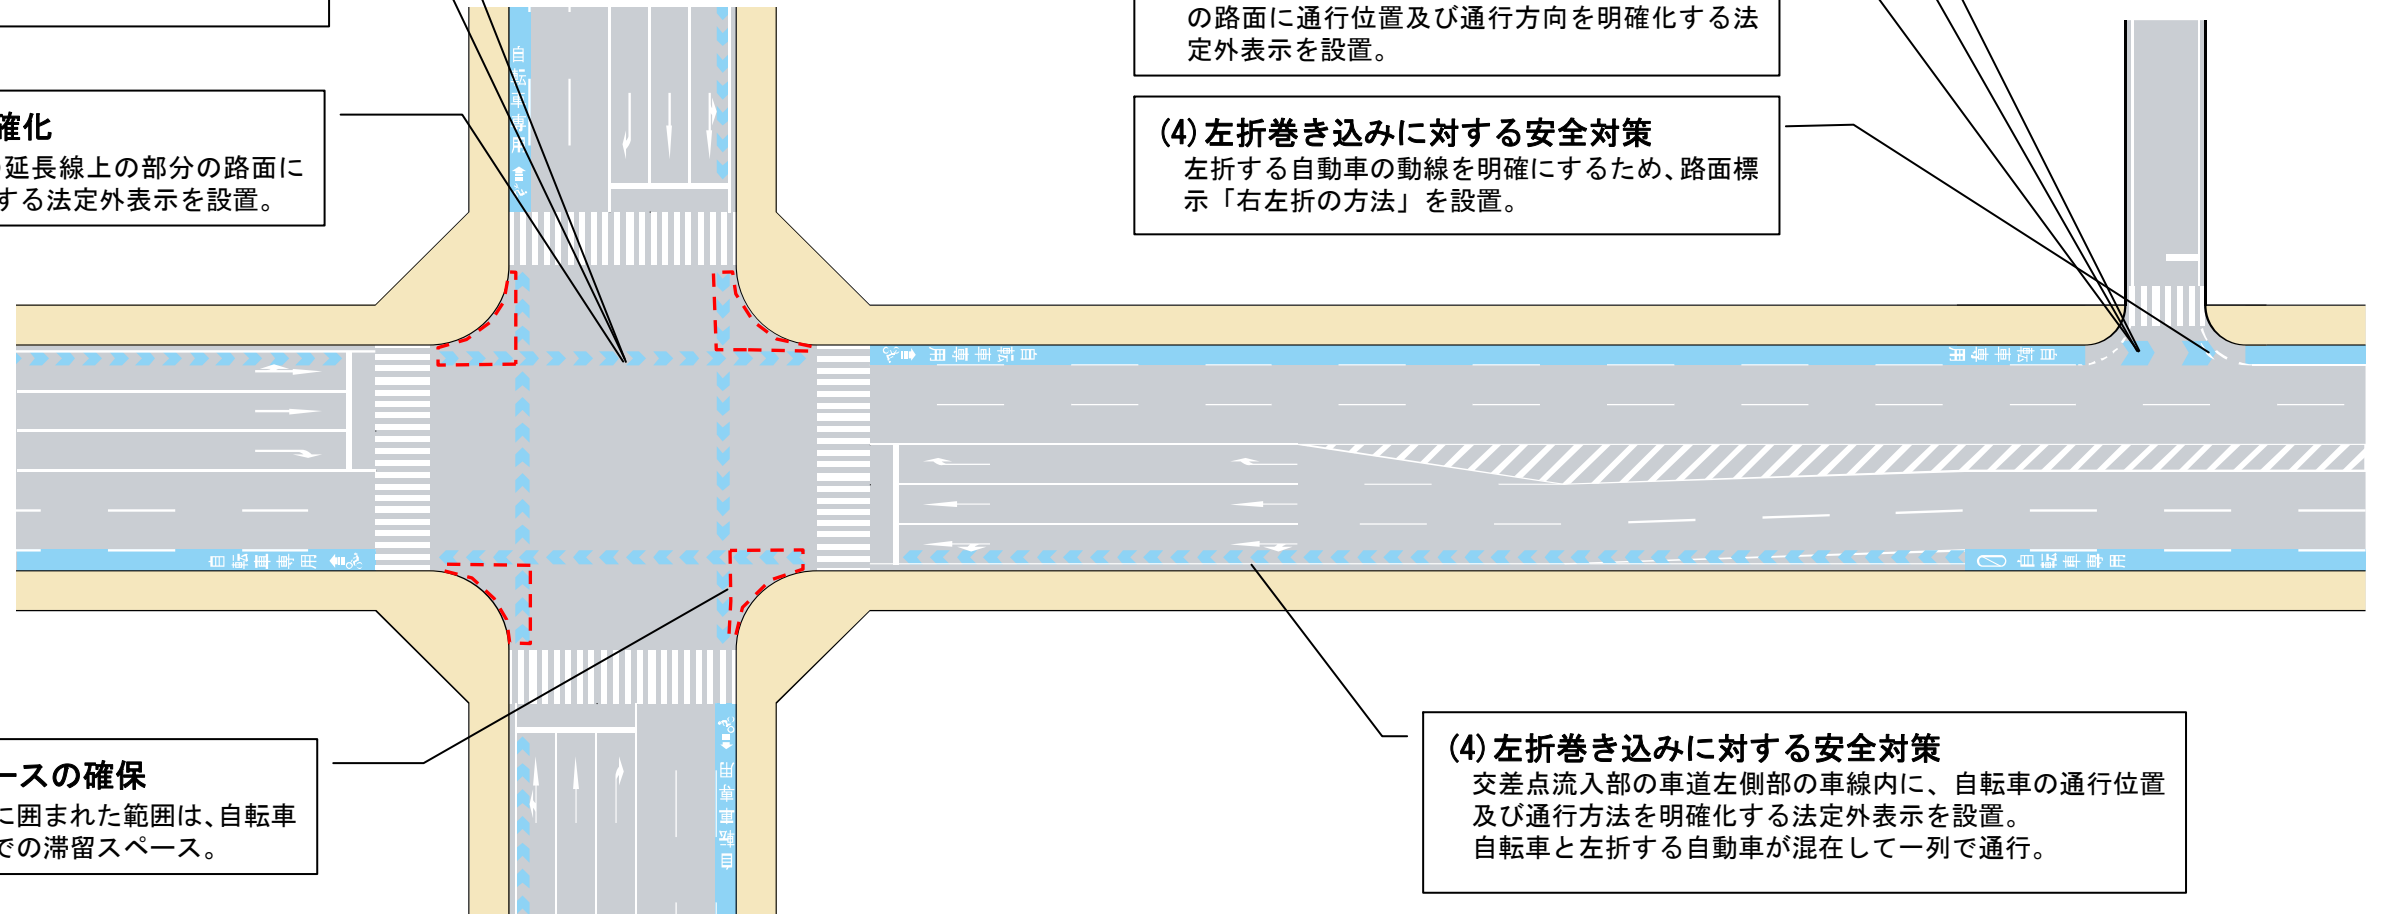 の路面に通行位置及び通行方向を明確化する法
定外表示を設置。
確化
延長線上の部分の路面に
する法定外表示を設置。
(4)左折巻き込みに対する安全対策
左折する自動車の動線を明確にするため、路面標
示「右左折の方法」を設置。
自転車専用
自転車専用
自転車専用
自転車専用
自転車専用
自転車専用
ースの確保
に囲まれた範囲は、自転車
での滞留スペース。
(4)左折巻き込みに対する安全対策
交差点流入部の車道左側部の車線内に、自転車の通行位置
及び通行方法を明確化する法定外表示を設置。
自転車と左折する自動車が混在して一列で通行。